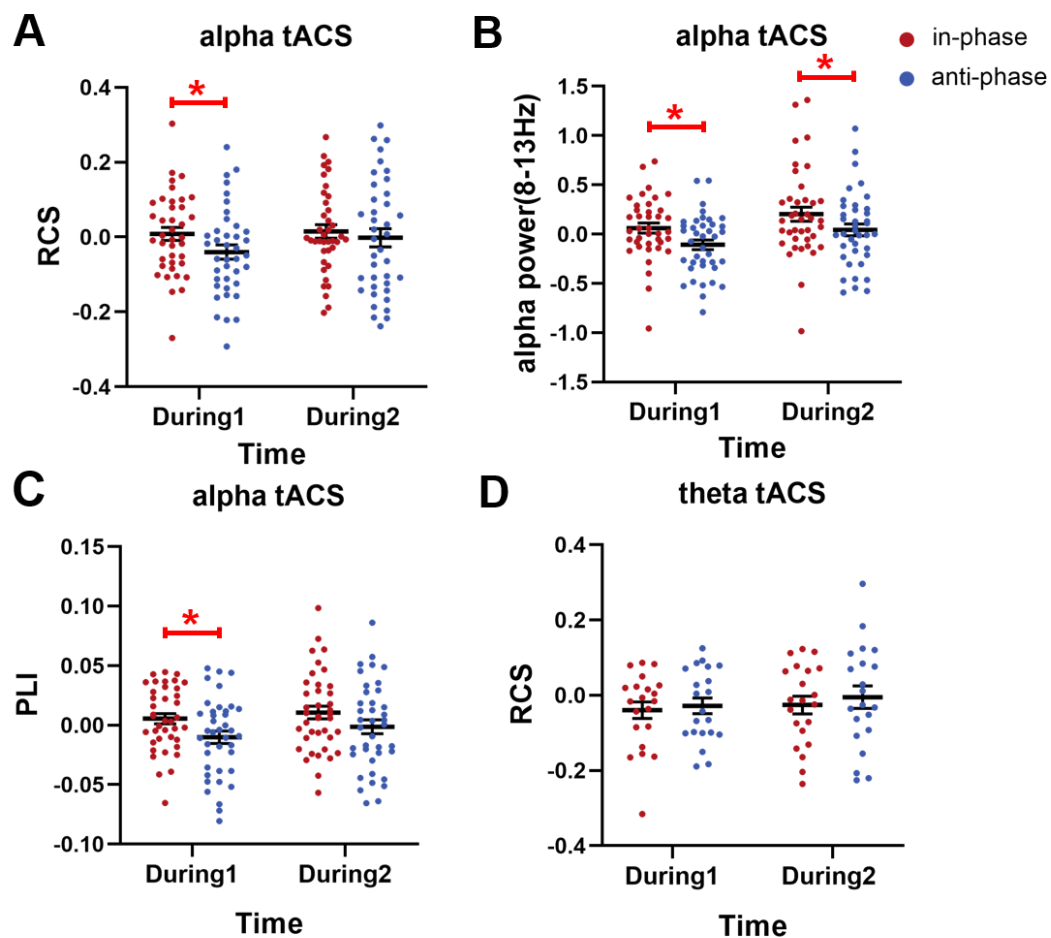 A
alpha tACS
*
RCS
0.4
0.2
0.0
-0.2
-0.4
During1
During2
Time
B
alpha tACS
in-phase
anti-phase
*
*
alpha power(8-13Hz)
1.5
1.0
0.5
0.0
-0.5
-1.0
-1.5
During1
During2
Time
C
alpha tACS
*
PLI
0.15
0.10
0.05
0.00
-0.05
-0.10
During1
During2
Time
D
theta tACS
RCS
0.4
0.2
0.0
-0.2
-0.4
During1
During2
Time